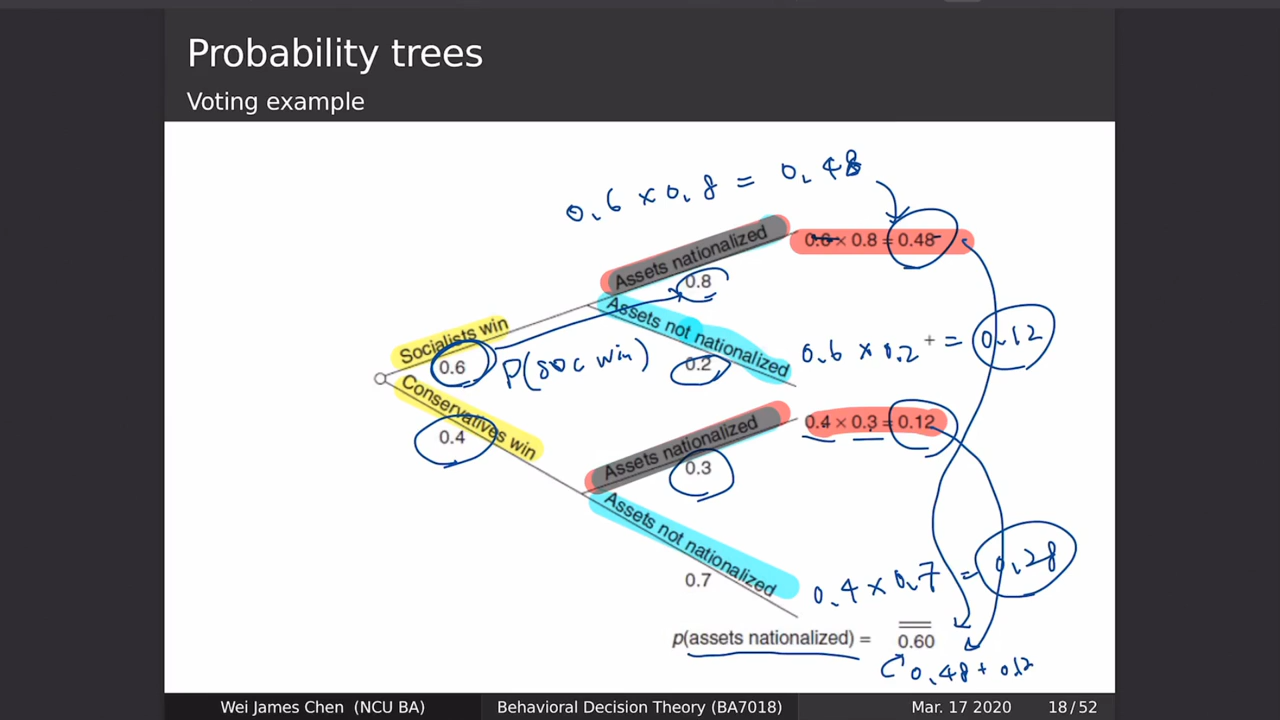 Probability trees
Voting example
0.6 × 0.8 = 0.48
Assets nationalized
0.6 × 0.8 = 0.48
0.8
Socialists win
Assets not nationalized
0.6
P(soc win)
0.2
0.6 × 0.2 = 0.12
Conservatives win
0.4
Assets nationalized
0.4 × 0.3 = 0.12
0.3
Assets not nationalized
0.7
0.4 × 0.7 = 0.28
p(assets nationalized) = 0.60
0.48 + 0.12
Wei James Chen (NCU BA) Behavioral Decision Theory (BA7018) Mar. 17 2020 18 / 52